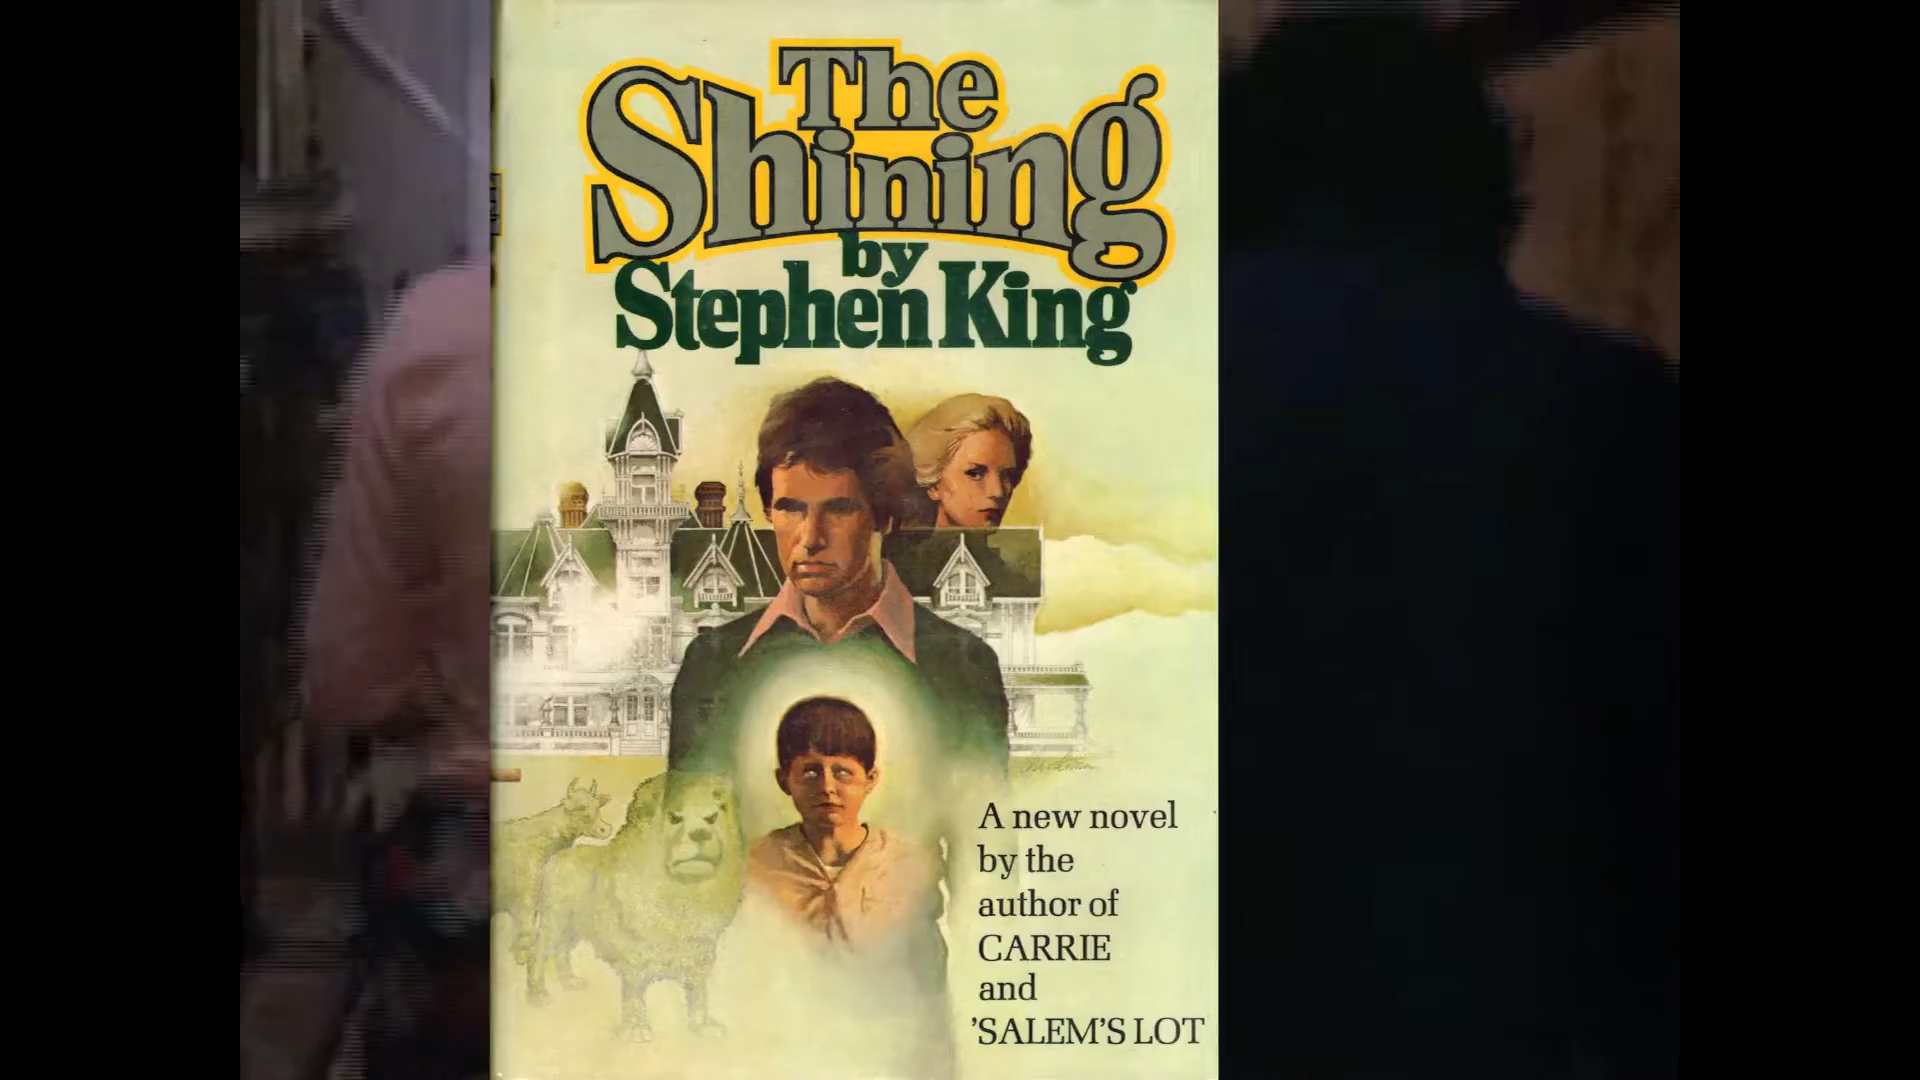 The
Shining
by
Stephen King
A new novel
by the
author of
CARRIE
and
'SALEM'S LOT